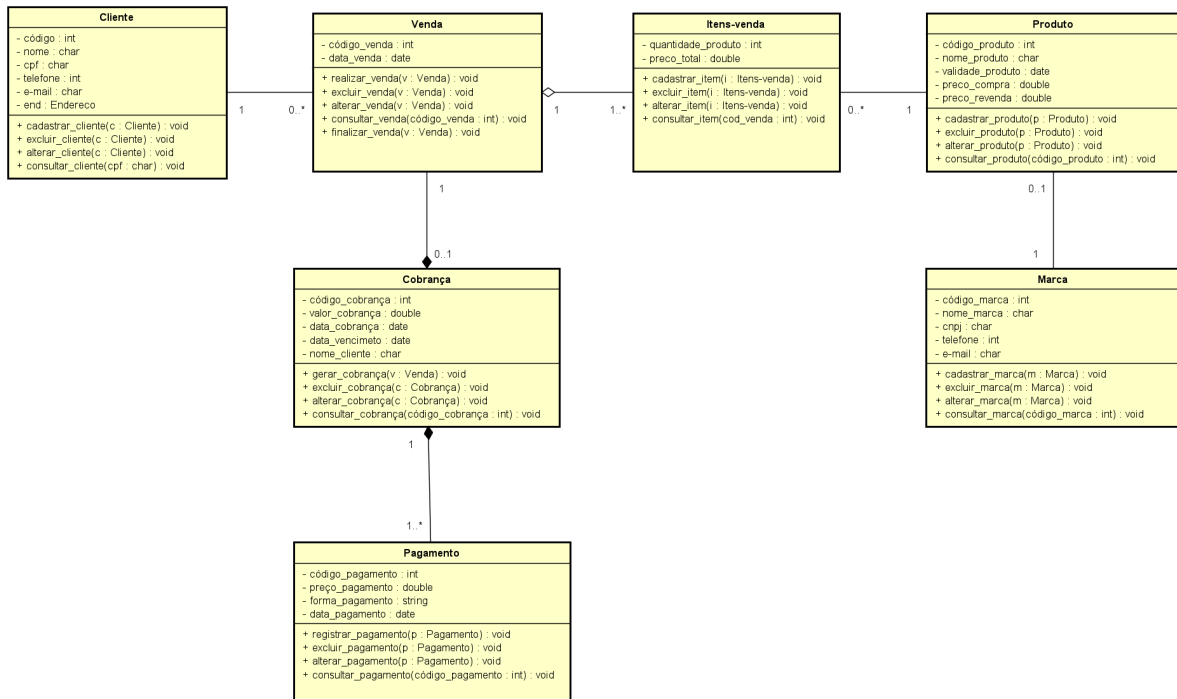 Cliente
- código : int
- nome : char
- cpf : char
- telefone : int
- e-mail : char
- end : Endereco
+ cadastrar_cliente(c : Cliente) : void
+ excluir_cliente(c : Cliente) : void
+ alterar_cliente(c : Cliente) : void
+ consultar_cliente(cpf : char) : void
1
0..*
Venda
- código_venda : int
- data_venda : date
+ realizar_venda(v : Venda) : void
+ excluir_venda(v : Venda) : void
+ alterar_venda(v : Venda) : void
+ consultar_venda(código_venda : int) : void
+ finalizar_venda(v : Venda) : void
1
1..*
Itens-venda
- quantidade_produto : int
- preco_total : double
+ cadastrar_item(i : Itens-venda) : void
+ excluir_item(i : Itens-venda) : void
+ alterar_item(i : Itens-venda) : void
+ consultar_item(cod_venda : int) : void
0..*
1
Produto
- código_produto : int
- nome_produto : char
- validade_produto : date
- preco_compra : double
- preco_revenda : double
+ cadastrar_produto(p : Produto) : void
+ excluir_produto(p : Produto) : void
+ alterar_produto(p : Produto) : void
+ consultar_produto(código_produto : int) : void
1
0..1
0..1
1
Cobrança
- código_cobrança : int
- valor_cobrança : double
- data_cobrança : date
- data_vencimeto : date
- nome_cliente : char
+ gerar_cobrança(v : Venda) : void
+ excluir_cobrança(c : Cobrança) : void
+ alterar_cobrança(c : Cobrança) : void
+ consultar_cobrança(código_cobrança : int) : void
Marca
- código_marca : int
- nome_marca : char
- cnpj : char
- telefone : int
- e-mail : char
+ cadastrar_marca(m : Marca) : void
+ excluir_marca(m : Marca) : void
+ alterar_marca(m : Marca) : void
+ consultar_marca(código_marca : int) : void
1
1..*
Pagamento
- código_pagamento : int
- preço_pagamento : double
- forma_pagamento : string
- data_pagamento : date
+ registrar_pagamento(p : Pagamento) : void
+ excluir_pagamento(p : Pagamento) : void
+ alterar_pagamento(p : Pagamento) : void
+ consultar_pagamento(código_pagamento : int) : void